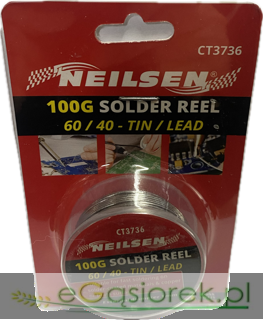 CT3736
NEILSEN
100G SOLDER REEL
60 / 40 - TIN / LEAD
CT3736
NEILSEN
100G SOLDER REEL
60 / 40 - TIN / LEAD
eGąsiorek.pl